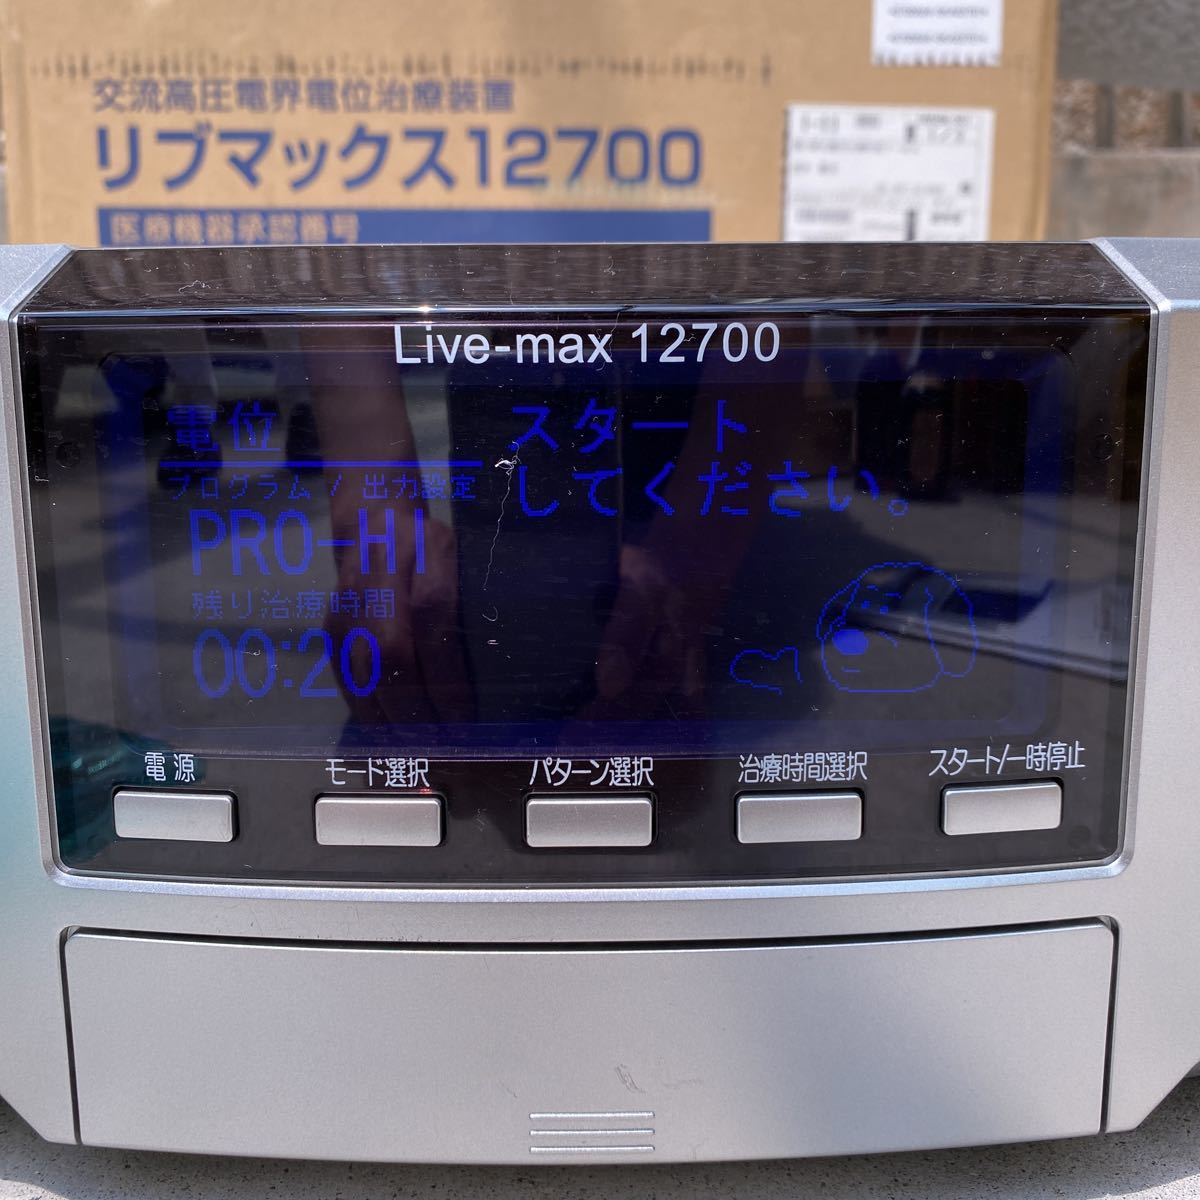 交流高圧電界電位治療装置
リブマックス12700
医療機器承認番号
Live-max 12700
電位
プログラム / 出力設定
PRO-HI
残り治療時間
00:20
スタート
してください。
電源
モード選択
パターン選択
治療時間選択
スタート/一時停止